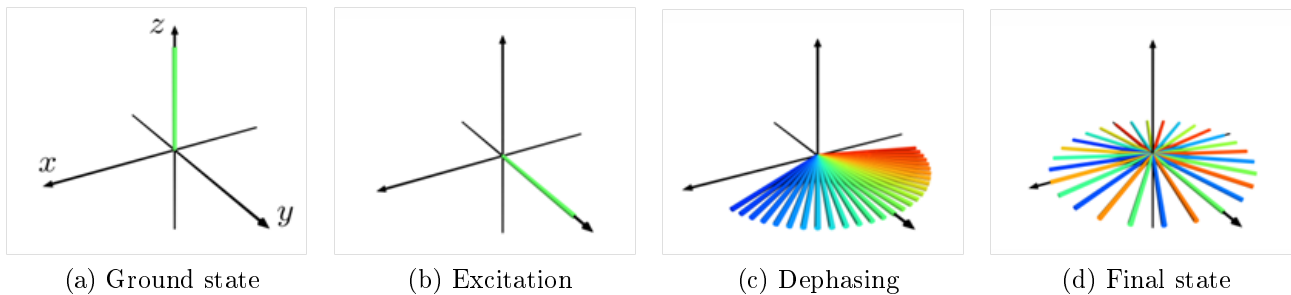 z
x
y
(a) Ground state
(b) Excitation
(c) Dephasing
(d) Final state